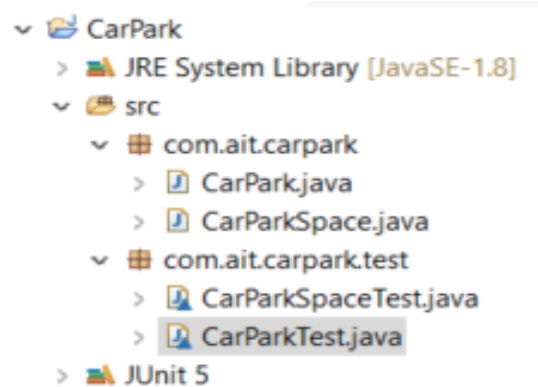 CarPark
JRE System Library [JavaSE-1.8]
src
com.ait.carpark
CarPark.java
CarParkSpace.java
com.ait.carpark.test
CarParkSpaceTest.java
CarParkTest.java
JUnit 5